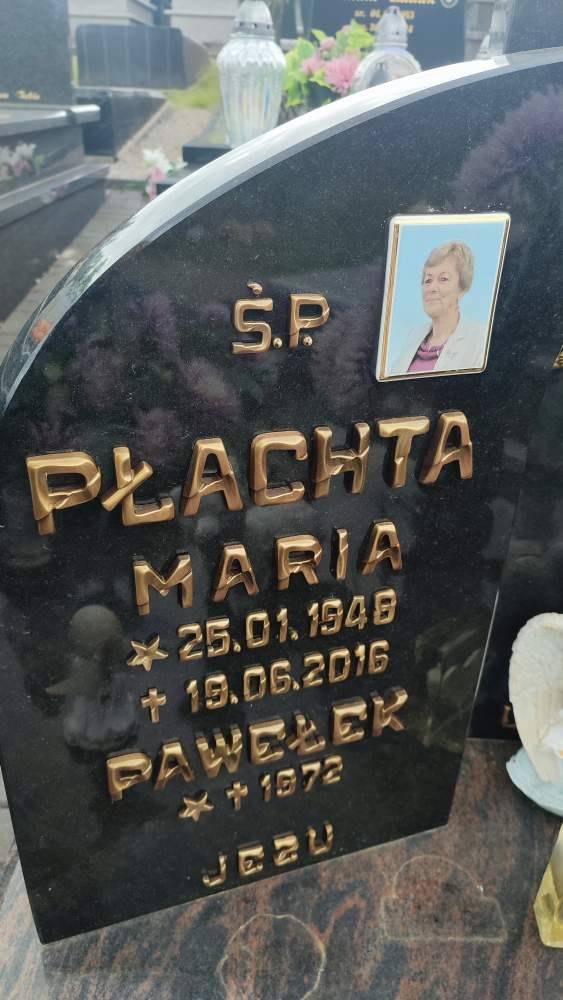 Ś.P.
PŁACHTA
MARIA
25.01.1948
19.06.2016
PAWEŁEK
1972
JEZU